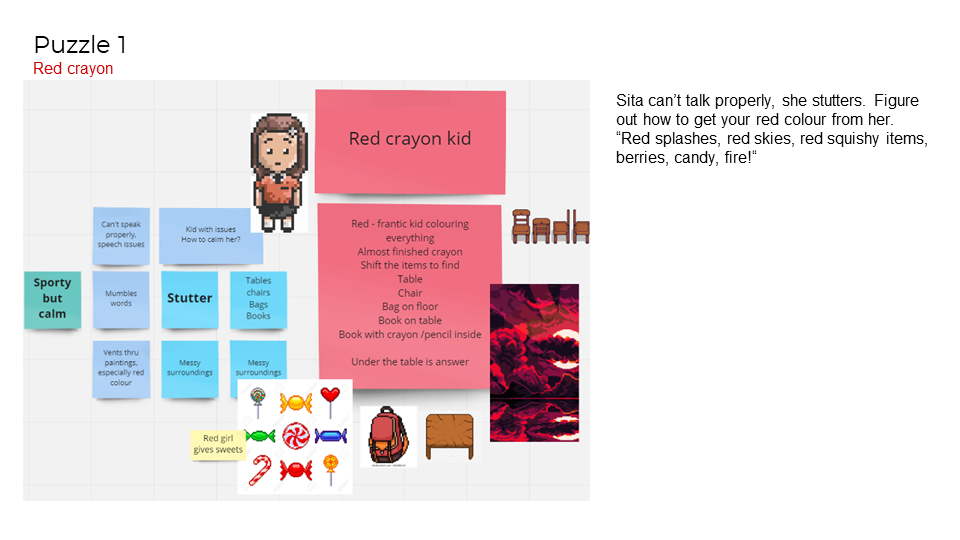 Puzzle 1
Red crayon
Sita can’t talk properly, she stutters. Figure
out how to get your red colour from her.
“Red splashes, red skies, red squishy items,
berries, candy, fire!“
Red crayon kid
Can't speak
properly,
speech issues
Kid with issues
How to calm her?
Sporty
but
calm
Mumbles
words
Stutter
Tables
chairs
Bags
Books
Vents thru
paintings,
especially red
colour
Messy
surroundings
Messy
surroundings
Red - frantic kid colouring
everything
Almost finished crayon
Shift the items to find
Table
Chair
Bag on floor
Book on table
Book with crayon /pencil inside
Under the table is answer
Red girl
gives sweets